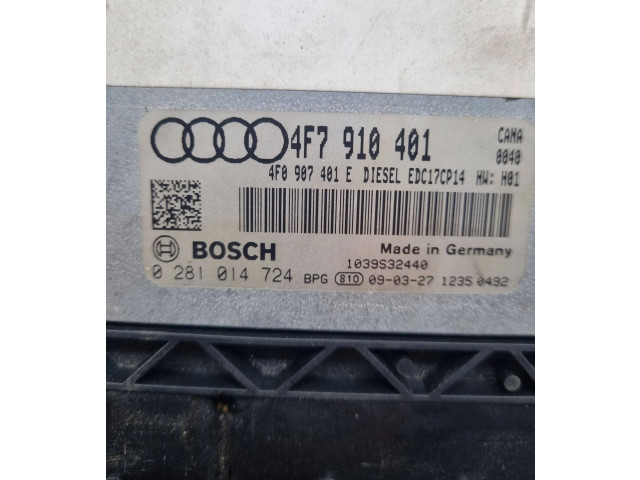 4F7 910 401 CAMA
0040
4F0 907 401 E DIESEL EDC17CP14 HW: H01
BOSCH Made in Germany
1039S32440
0 281 014 724 BPG 810 09-03-27 1235 0492